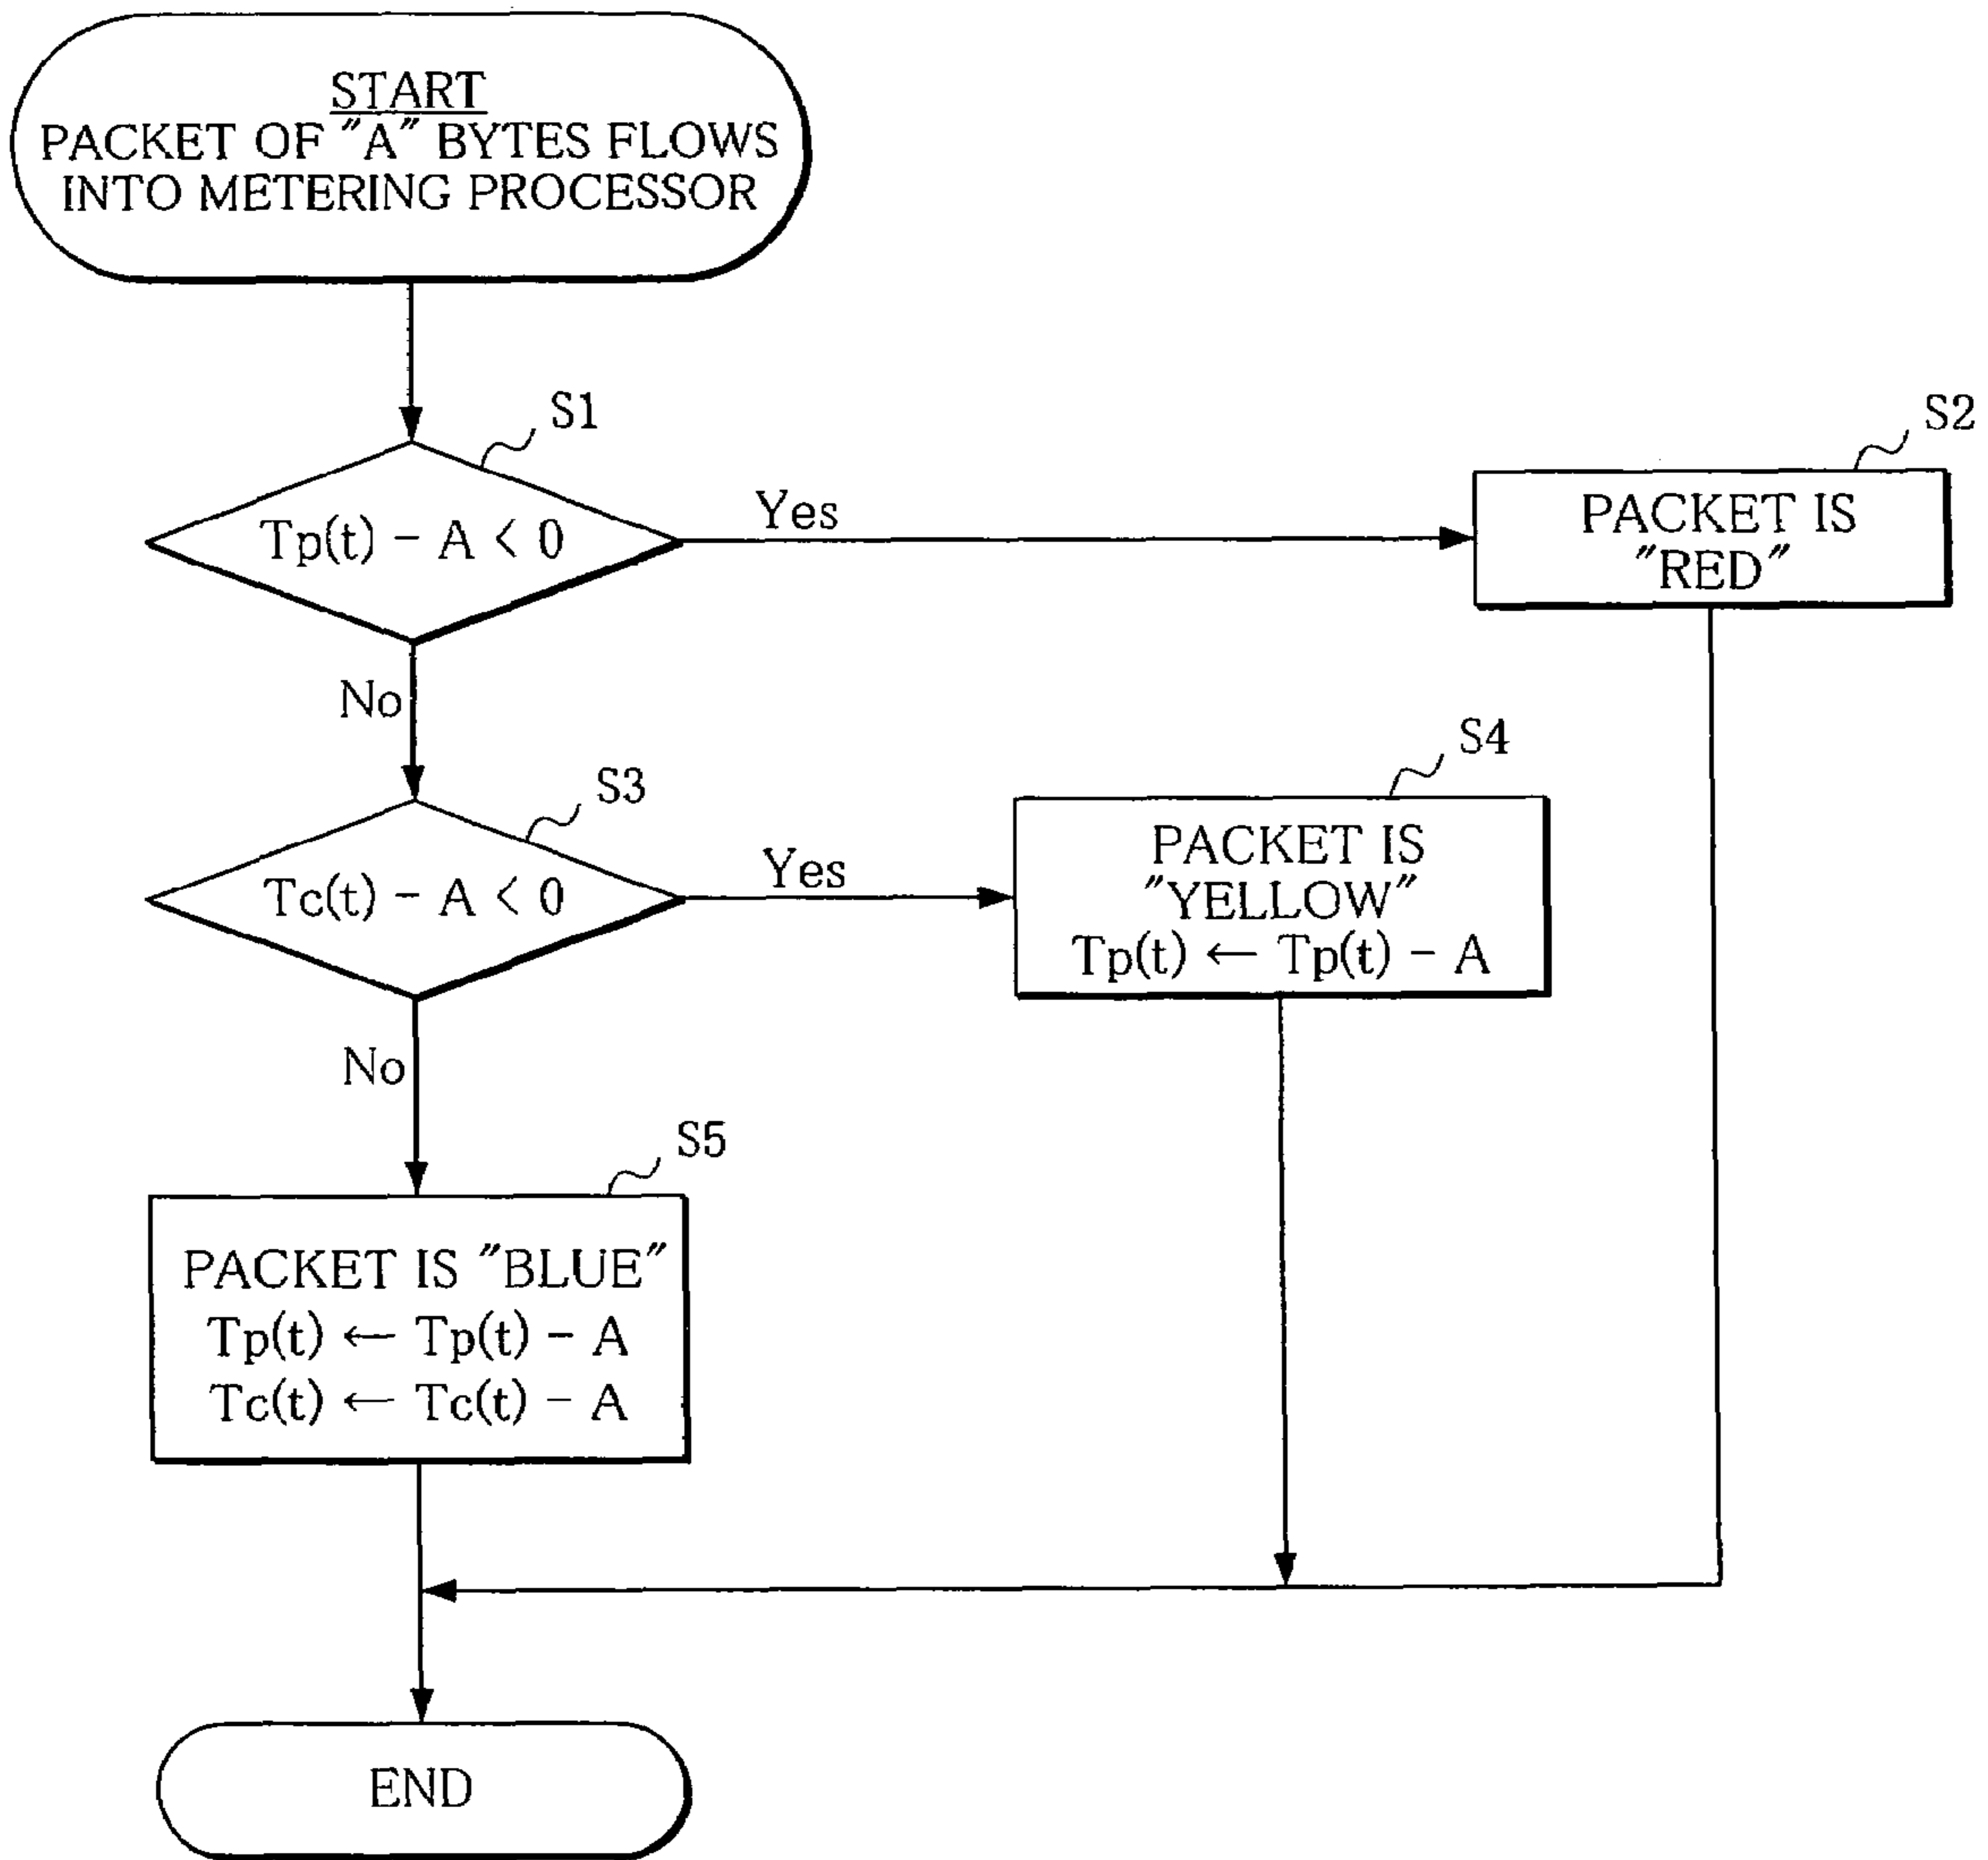 START
PACKET OF "A" BYTES FLOWS
INTO METERING PROCESSOR
S1
Tp(t) - A < 0
Yes
S2
PACKET IS
"RED"
No
S3
Tc(t) - A < 0
Yes
S4
PACKET IS
"YELLOW"
Tp(t) ← Tp(t) - A
No
S5
PACKET IS "BLUE"
Tp(t) ← Tp(t) - A
Tc(t) ← Tc(t) - A
END